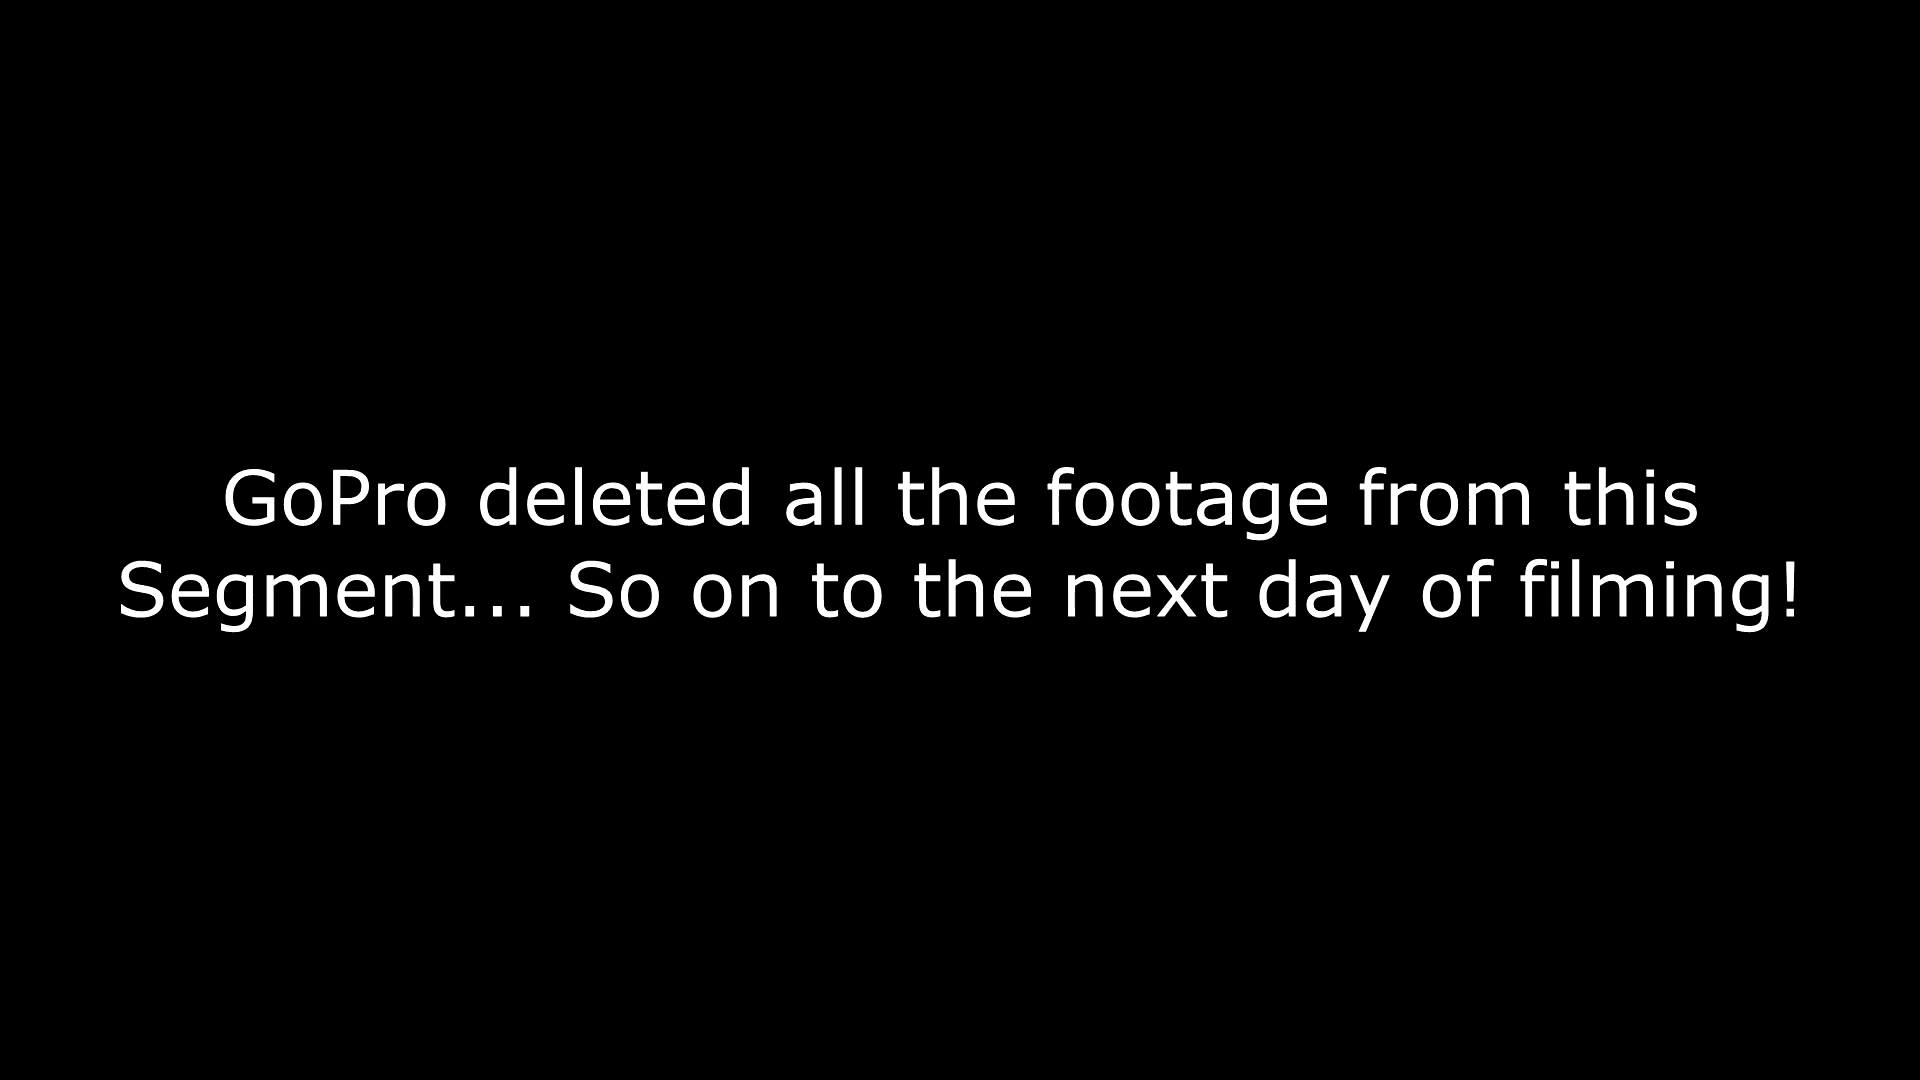 GoPro deleted all the footage from this
Segment... So on to the next day of filming!